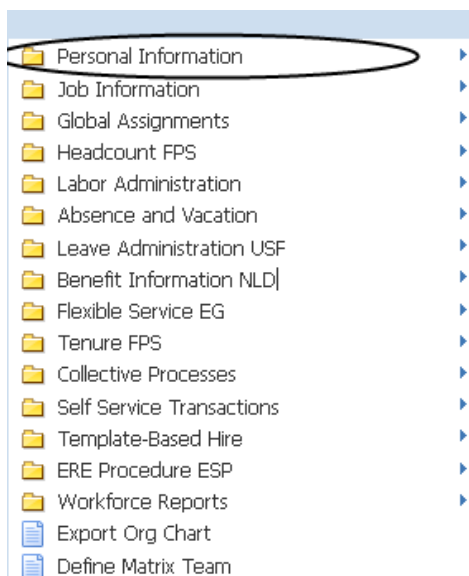 Personal Information
Job Information
Global Assignments
Headcount FPS
Labor Administration
Absence and Vacation
Leave Administration USF
Benefit Information NLD
Flexible Service EG
Tenure FPS
Collective Processes
Self Service Transactions
Template-Based Hire
ERE Procedure ESP
Workforce Reports
Export Org Chart
Define Matrix Team